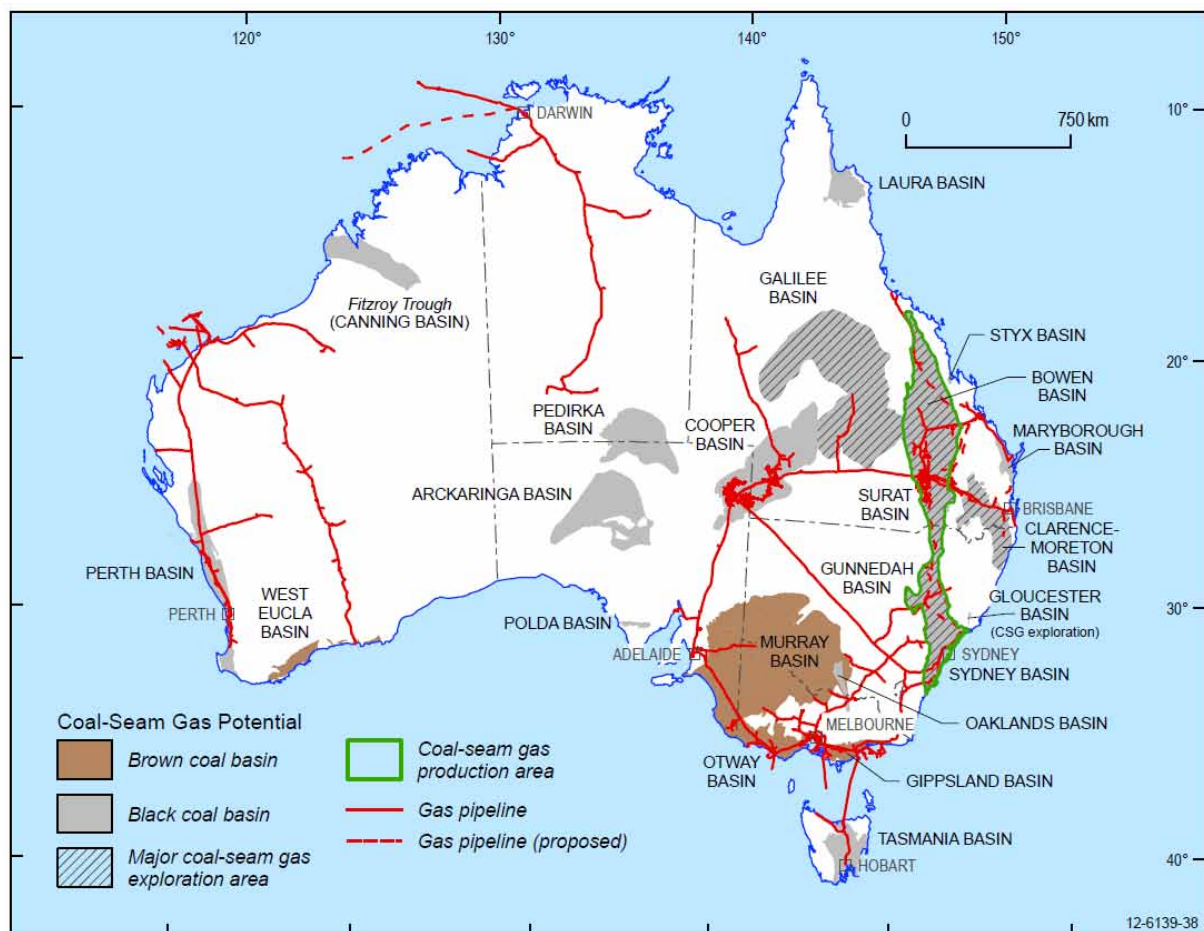 120°
130°
140°
150°
10°
DARWIN
0
750 km
LAURA BASIN
GALILEE
BASIN
Fitzroy Trough
(CANNING BASIN)
STYX BASIN
20°
BOWEN
BASIN
PEDIRKA
BASIN
COOPER
BASIN
MARYBOROUGH
BASIN
ARCKARINGA BASIN
SURAT
BASIN
BRISBANE
CLARENCE-
MORETON
BASIN
PERTH BASIN
GUNNEDAH
BASIN
WEST
EUCLA
BASIN
GLOUCESTER
BASIN
(CSG exploration)
30°
PERTH
POLDA BASIN
ADELAIDE
MURRAY
BASIN
SYDNEY
SYDNEY BASIN
MELBOURNE
OAKLANDS BASIN
OTWAY
BASIN
GIPPSLAND BASIN
TASMANIA BASIN
HOBART
40°
Coal-Seam Gas Potential
Brown coal basin
Black coal basin
Major coal-seam gas
exploration area
Coal-seam gas
production area
Gas pipeline
Gas pipeline (proposed)
12-6139-38